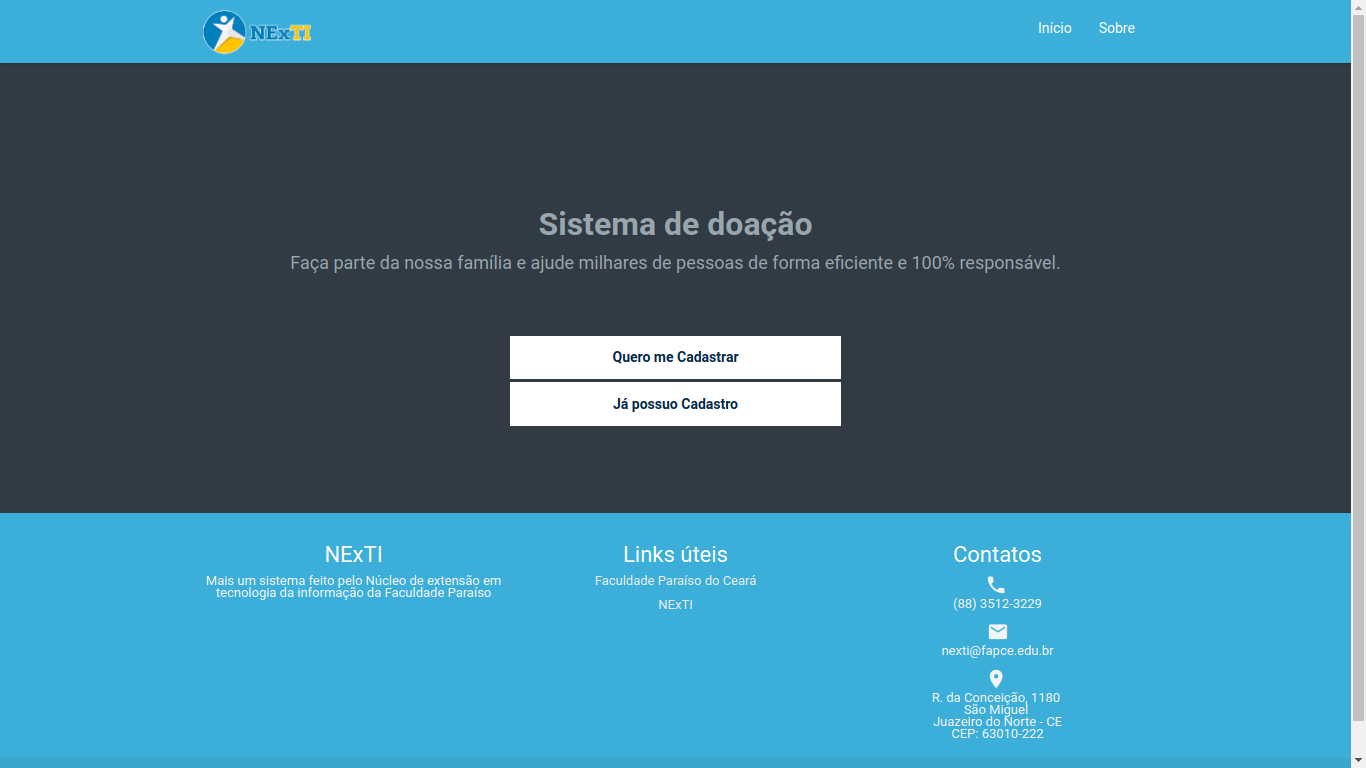 NExTI
Início
Sobre
Sistema de doação
Faça parte da nossa família e ajude milhares de pessoas de forma eficiente e 100% responsável.
Quero me Cadastrar
Já possuo Cadastro
NExTI
Mais um sistema feito pelo Núcleo de extensão em
tecnologia da informação da Faculdade Paraíso
Links úteis
Faculdade Paraíso do Ceará
NExTI
Contatos
(88) 3512-3229
nexti@fapce.edu.br
R. da Conceição, 1180
São Miguel
Juazeiro do Norte - CE
CEP: 63010-222